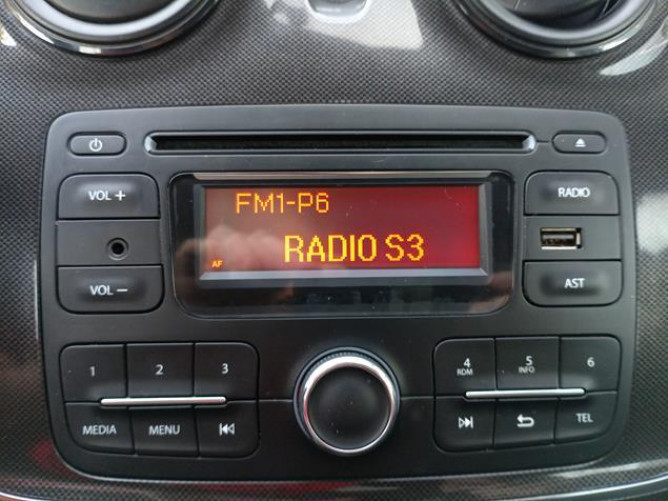 VOL +
RADIO
FM1-P6
RADIO S3
AF
VOL −
AST
1
2
3
4
RDM
5
INFO
6
MEDIA
MENU
TEL